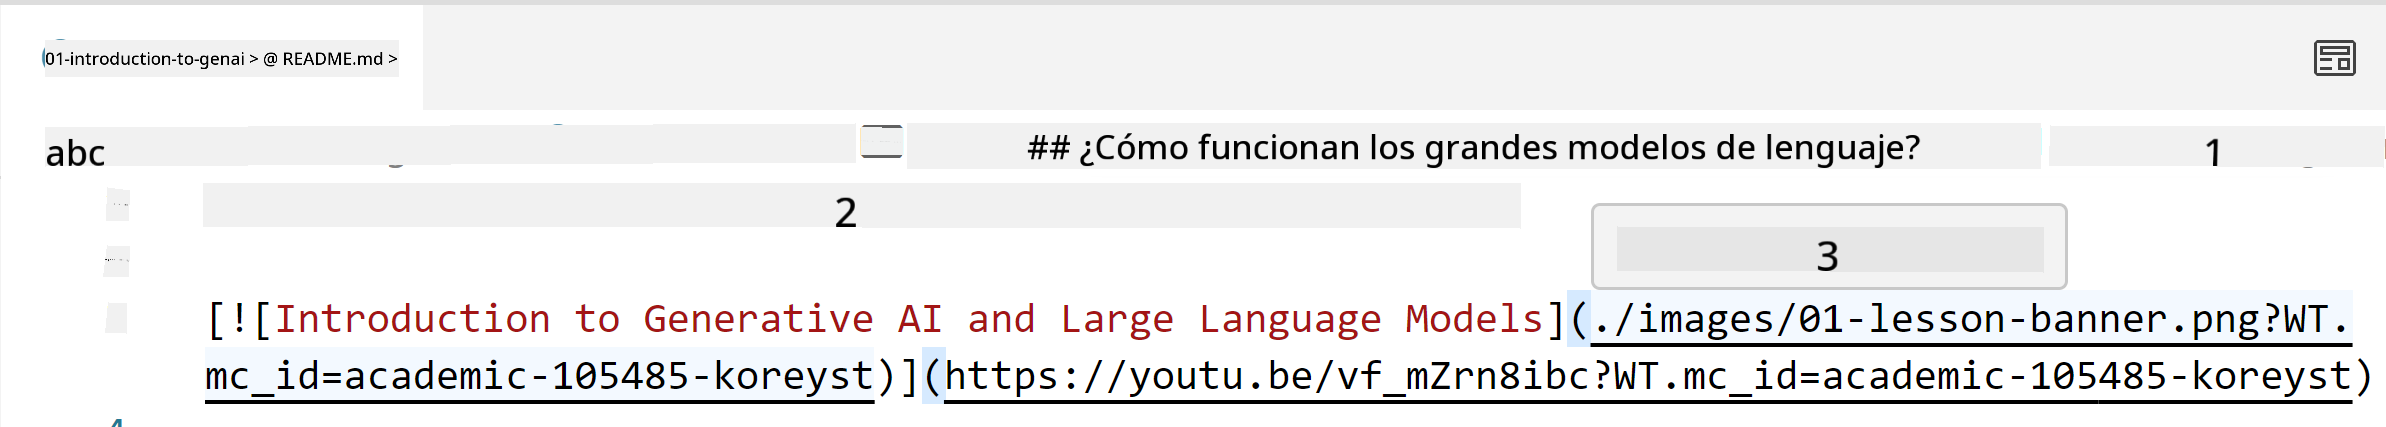 01-introduction-to-genai > @ README.md >
abc ## ¿Cómo funcionan los grandes modelos de lenguaje? 1
2
3
[![Introduction to Generative AI and Large Language Models](./images/01-lesson-banner.png?WT.
mc_id=academic-105485-koreyst)](https://youtu.be/vf_mZrn8ibc?WT.mc_id=academic-105485-koreyst)